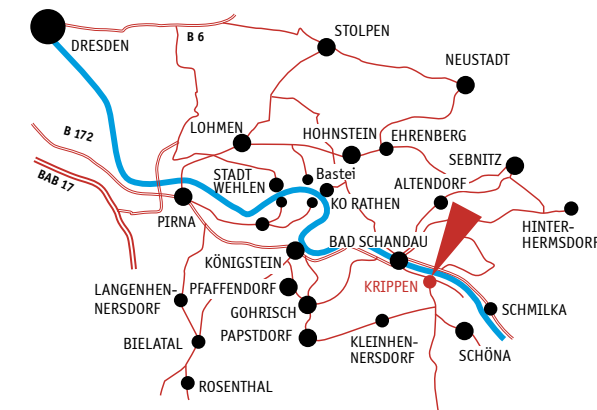 DRESDEN
B 6
STOLPEN
NEUSTADT
B 172
LOHMEN
HOHNSTEIN
EHRENBERG
BAB 17
STADT
WEHLEN
Bastei
SEBNITZ
ALTENDORF
KO RATHEN
PIRNA
HINTER-
HERMSDORF
BAD SCHANDAU
KÖNIGSTEIN
LANGENHEN-
NERSDORF
PFAFFENDORF
KRIPPEN
GOHRISCH
SCHMILKA
PAPSTDORF
BIELATAL
KLEINHEN-
NERSDORF
SCHÖNA
ROSENTHAL